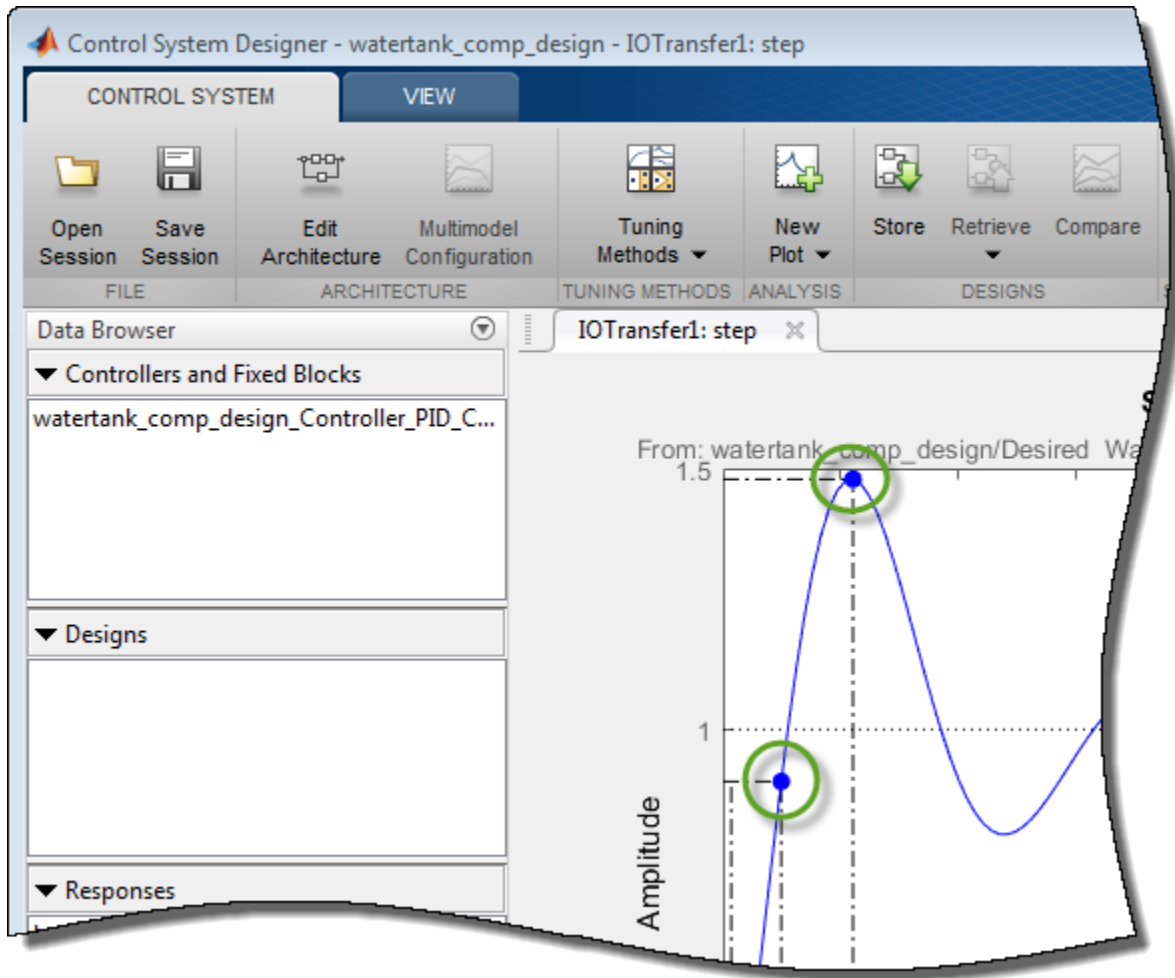 Control System Designer - watertank_comp_design - IOTransfer1: step
CONTROL SYSTEM
VIEW
Open Session
Save Session
Edit Architecture
Multimodel Configuration
Tuning Methods
New Plot
Store
Retrieve
Compare
FILE
ARCHITECTURE
TUNING METHODS
ANALYSIS
DESIGNS
Data Browser
IOTransfer1: step
Controllers and Fixed Blocks
watertank_comp_design_Controller_PID_C...
From: watertank_comp_design/Desired Wa
1.5
1
Amplitude
Designs
Responses